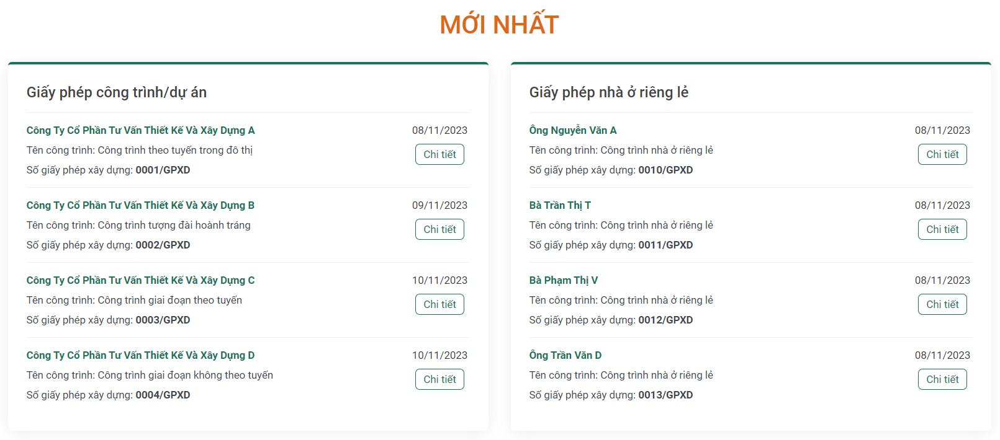 MỚI NHẤT
Giấy phép công trình/dự án
Công Ty Cổ Phần Tư Vấn Thiết Kế Và Xây Dựng A
08/11/2023
Tên công trình: Công trình theo tuyến trong đô thị
Chi tiết
Số giấy phép xây dựng: 0001/GPXD
Công Ty Cổ Phần Tư Vấn Thiết Kế Và Xây Dựng B
09/11/2023
Tên công trình: Công trình tượng đài hoành tráng
Chi tiết
Số giấy phép xây dựng: 0002/GPXD
Công Ty Cổ Phần Tư Vấn Thiết Kế Và Xây Dựng C
10/11/2023
Tên công trình: Công trình giai đoạn theo tuyến
Chi tiết
Số giấy phép xây dựng: 0003/GPXD
Công Ty Cổ Phần Tư Vấn Thiết Kế Và Xây Dựng D
10/11/2023
Tên công trình: Công trình giai đoạn không theo tuyến
Chi tiết
Số giấy phép xây dựng: 0004/GPXD
Giấy phép nhà ở riêng lẻ
Ông Nguyễn Văn A
08/11/2023
Tên công trình: Công trình nhà ở riêng lẻ
Chi tiết
Số giấy phép xây dựng: 0010/GPXD
Bà Trần Thị T
08/11/2023
Tên công trình: Công trình nhà ở riêng lẻ
Chi tiết
Số giấy phép xây dựng: 0011/GPXD
Bà Phạm Thị V
08/11/2023
Tên công trình: Công trình nhà ở riêng lẻ
Chi tiết
Số giấy phép xây dựng: 0012/GPXD
Ông Trần Văn D
08/11/2023
Tên công trình: Công trình nhà ở riêng lẻ
Chi tiết
Số giấy phép xây dựng: 0013/GPXD